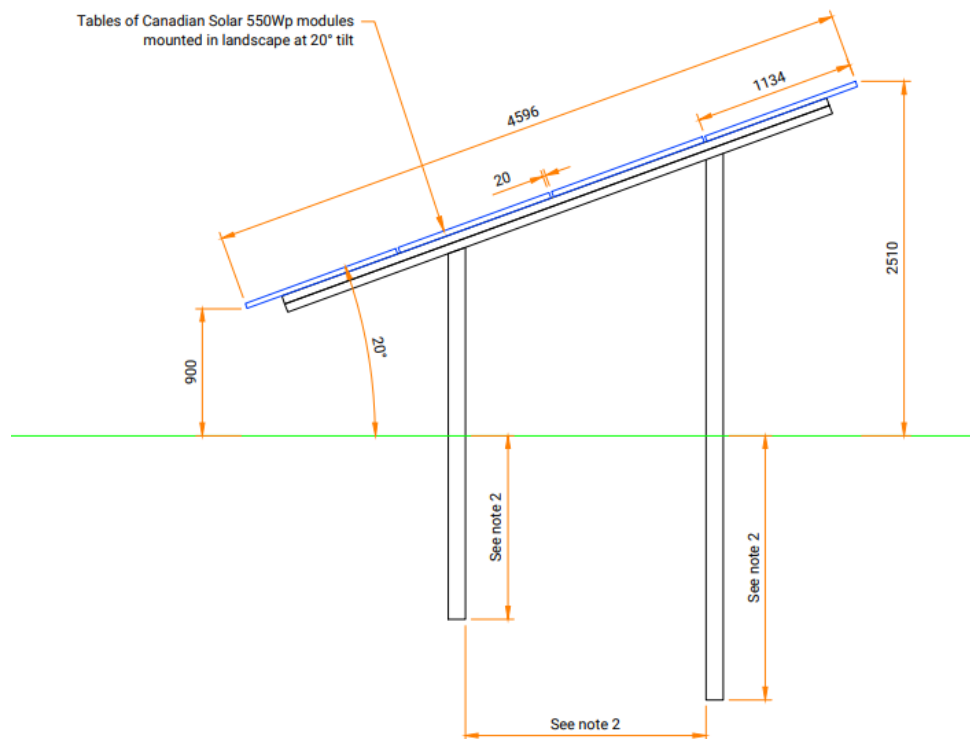 Tables of Canadian Solar 550Wp modules
mounted in landscape at 20° tilt
4596
1134
20
2510
900
20°
See note 2
See note 2
See note 2